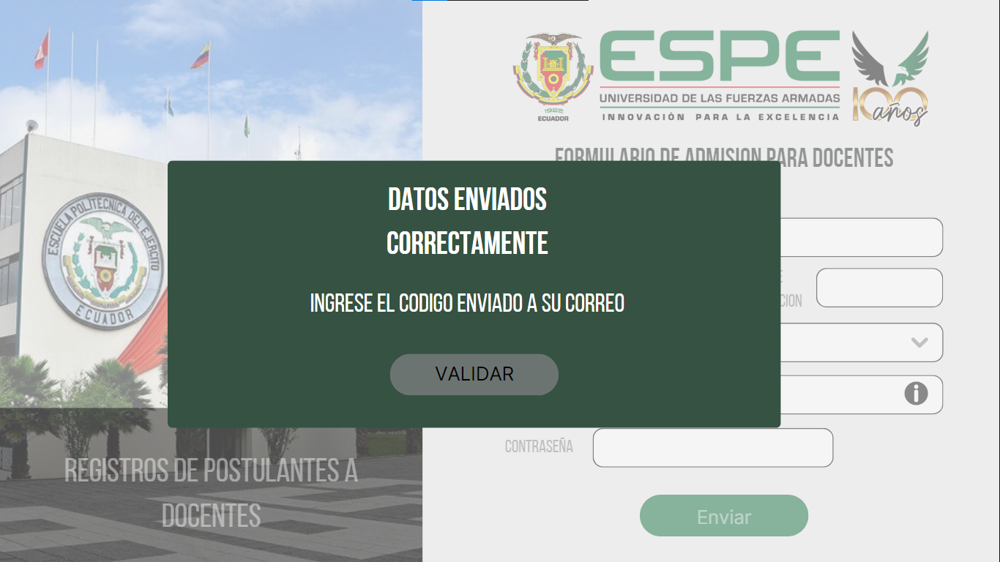 ESPE
UNIVERSIDAD DE LAS FUERZAS ARMADAS
INNOVACIÓN PARA LA EXCELENCIA
1922
ECUADOR
100
años
FORMULARIO DE ADMISION PARA DOCENTES
ESCUELA POLITECNICA DEL EJERCITO
ECUADOR
DATOS ENVIADOS
CORRECTAMENTE
INGRESE EL CODIGO ENVIADO A SU CORREO
VALIDAR
CION
CONTRASEÑA
Enviar
REGISTROS DE POSTULANTES A
DOCENTES